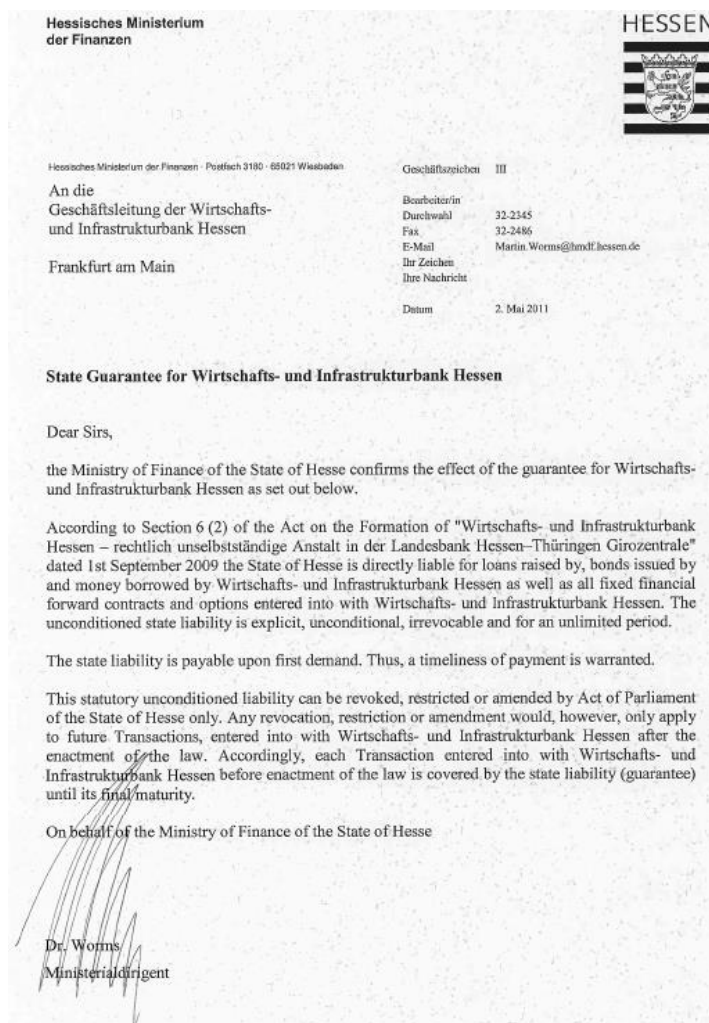 Hessisches Ministerium
der Finanzen
HESSEN
Hessisches Ministerium der Finanzen · Postfach 3180 · 65021 Wiesbaden
An die
Geschäftsleitung der Wirtschafts-
und Infrastrukturbank Hessen
Frankfurt am Main
Geschäftszeichen III
Bearbeiter/in
Durchwahl 32-2345
Fax 32-2486
E-Mail Martin.Worms@hmdf.hessen.de
Ihr Zeichen
Ihre Nachricht
Datum 2. Mai 2011
State Guarantee for Wirtschafts- und Infrastrukturbank Hessen
Dear Sirs,
the Ministry of Finance of the State of Hesse confirms the effect of the guarantee for Wirtschafts-
und Infrastrukturbank Hessen as set out below.
According to Section 6 (2) of the Act on the Formation of "Wirtschafts- und Infrastrukturbank
Hessen – rechtlich unselbstständige Anstalt in der Landesbank Hessen–Thüringen Girozentrale"
dated 1st September 2009 the State of Hesse is directly liable for loans raised by, bonds issued by
and money borrowed by Wirtschafts- und Infrastrukturbank Hessen as well as all fixed financial
forward contracts and options entered into with Wirtschafts- und Infrastrukturbank Hessen. The
unconditioned state liability is explicit, unconditional, irrevocable and for an unlimited period.
The state liability is payable upon first demand. Thus, a timeliness of payment is warranted.
This statutory unconditioned liability can be revoked, restricted or amended by Act of Parliament
of the State of Hesse only. Any revocation, restriction or amendment would, however, only apply
to future Transactions, entered into with Wirtschafts- und Infrastrukturbank Hessen after the
enactment of the law. Accordingly, each Transaction entered into with Wirtschafts- und
Infrastrukturbank Hessen before enactment of the law is covered by the state liability (guarantee)
until its final maturity.
On behalf of the Ministry of Finance of the State of Hesse
Dr. Worms
Ministerialdirigent